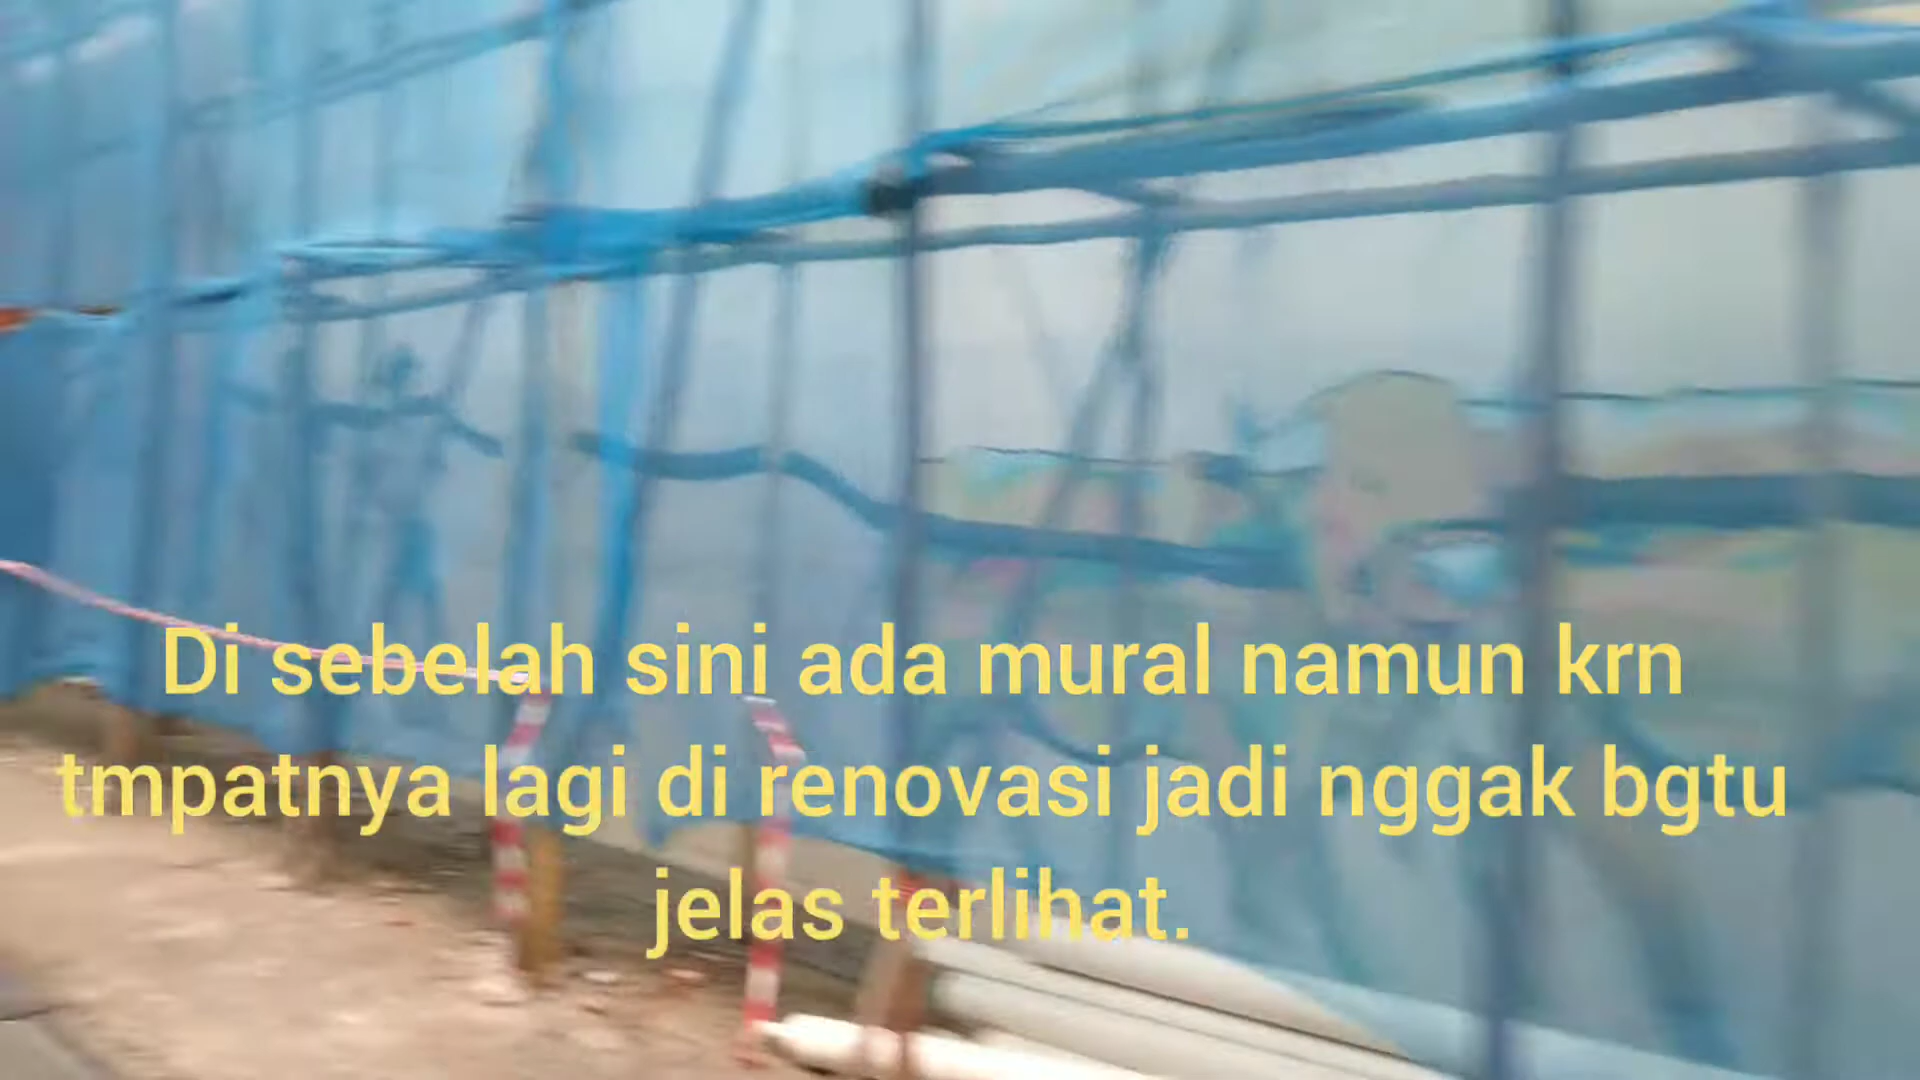 Di sebelah sini ada mural namun krn
tmpatnya lagi di renovasi jadi nggak bgtu
jelas terlihat.